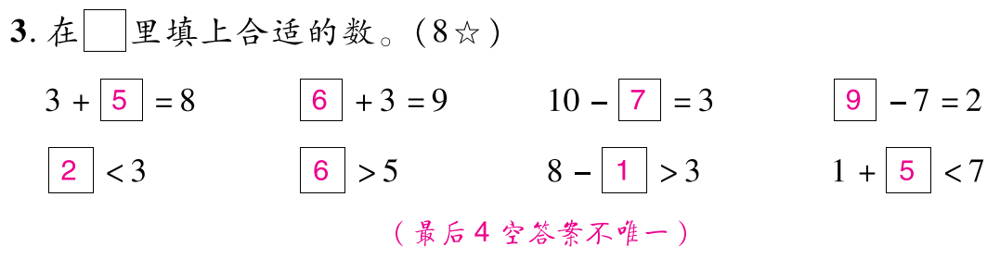 3. 在□里填上合适的数。(8☆)
3 + 5 = 8  6 + 3 = 9  10 − 7 = 3  9 − 7 = 2
2 < 3  6 > 5  8 − 1 > 3  1 + 5 < 7
(最后4空答案不唯一)